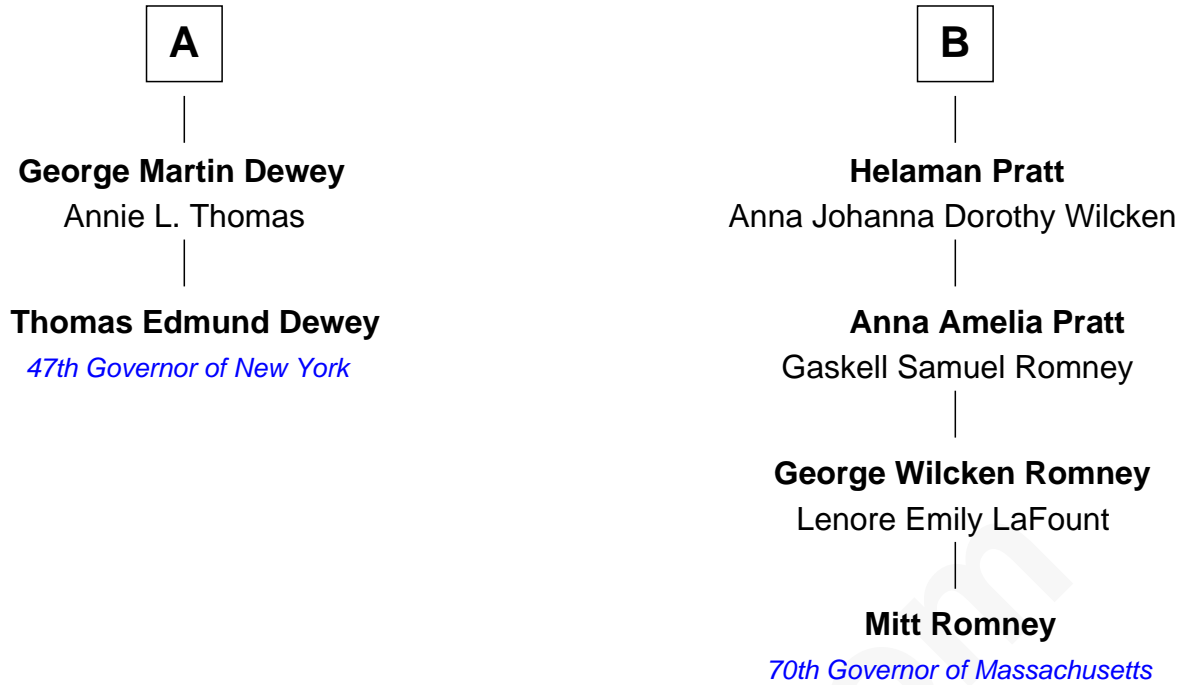 A
George Martin Dewey
Annie L. Thomas
Thomas Edmund Dewey
47th Governor of New York
B
Helaman Pratt
Anna Johanna Dorothy Wilcken
Anna Amelia Pratt
Gaskell Samuel Romney
George Wilcken Romney
Lenore Emily LaFount
Mitt Romney
70th Governor of Massachusetts